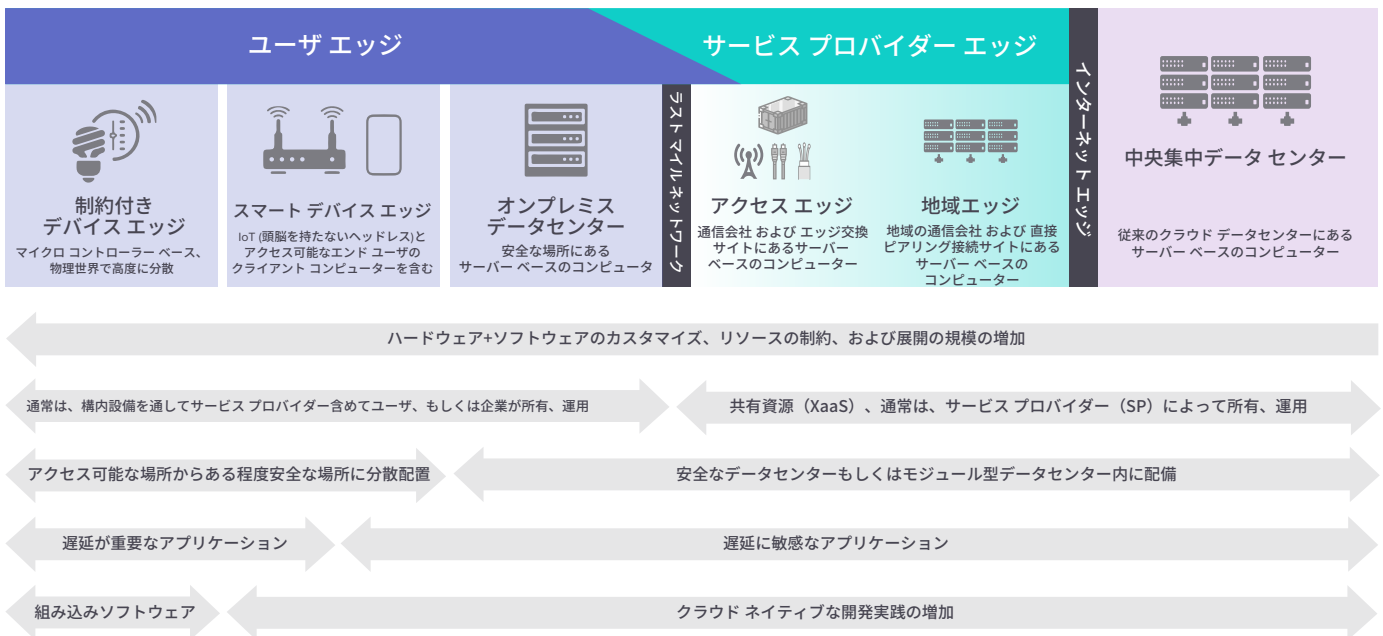 ユーザ エッジ
サービス プロバイダー エッジ
制約付き
デバイス エッジ
マイクロ コントローラー ベース、
物理世界で高度に分散
スマート デバイス エッジ
IoT (頭脳を持たないヘッドレス)と
アクセス可能なエンド ユーザの
クライアント コンピューターを含む
オンプレミス
データセンター
安全な場所にある
サーバー ベースのコンピュータ
ラスト マイル ネットワーク
アクセス エッジ
通信会社 および エッジ交換
サイトにあるサーバー
ベースのコンピューター
地域エッジ
地域の通信会社 および 直接
ピアリング接続サイトにある
サーバー ベースの
コンピューター
インターネット エッジ
中央集中データ センター
従来のクラウド データセンターにある
サーバー ベースのコンピューター
ハードウェア+ソフトウェアのカスタマイズ、リソースの制約、および展開の規模の増加
通常は、構内設備を通してサービス プロバイダー含めてユーザ、もしくは企業が所有、運用
共有資源（XaaS）、通常は、サービス プロバイダー（SP）によって所有、運用
アクセス可能な場所からある程度安全な場所に分散配置
安全なデータセンターもしくはモジュール型データセンター内に配備
遅延が重要なアプリケーション
遅延に敏感なアプリケーション
組み込みソフトウェア
クラウド ネイティブな開発実践の増加